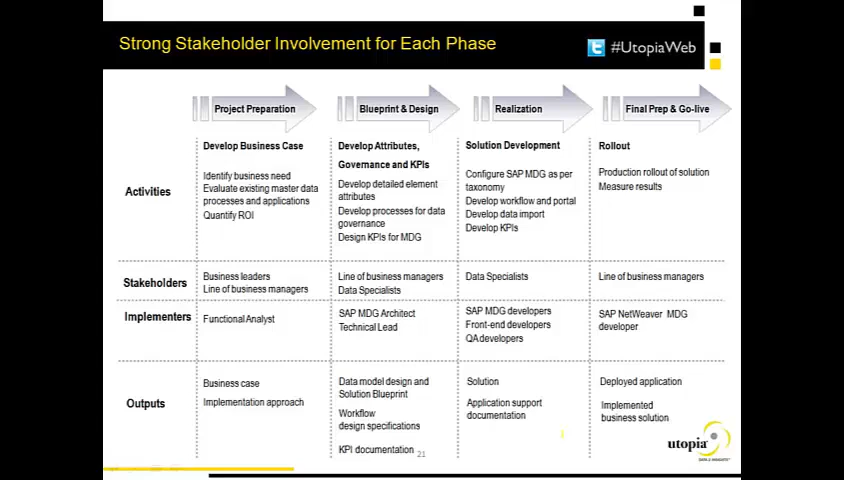 Strong Stakeholder Involvement for Each Phase
#UtopiaWeb
Project Preparation
Blueprint & Design
Realization
Final Prep & Go-live
Activities
Develop Business Case
Identify business need
Evaluate existing master data
processes and applications
Quantify ROI
Develop Attributes,
Governance and KPIs
Develop detailed element
attributes
Develop processes for data
governance
Design KPIs for MDG
Solution Development
Configure SAP MDG as per
taxonomy
Develop workflow and portal
Develop data import
Develop KPIs
Rollout
Production rollout of solution
Measure results
Stakeholders
Business leaders
Line of business managers
Line of business managers
Data Specialists
Data Specialists
Line of business managers
Implementers
Functional Analyst
SAP MDG Architect
Technical Lead
SAP MDG developers
Front-end developers
QA developers
SAP NetWeaver MDG
developer
Outputs
Business case
Implementation approach
Data model design and
Solution Blueprint
Workflow
design specifications
KPI documentation
Solution
Application support
documentation
Deployed application
Implemented
business solution
21
utopia